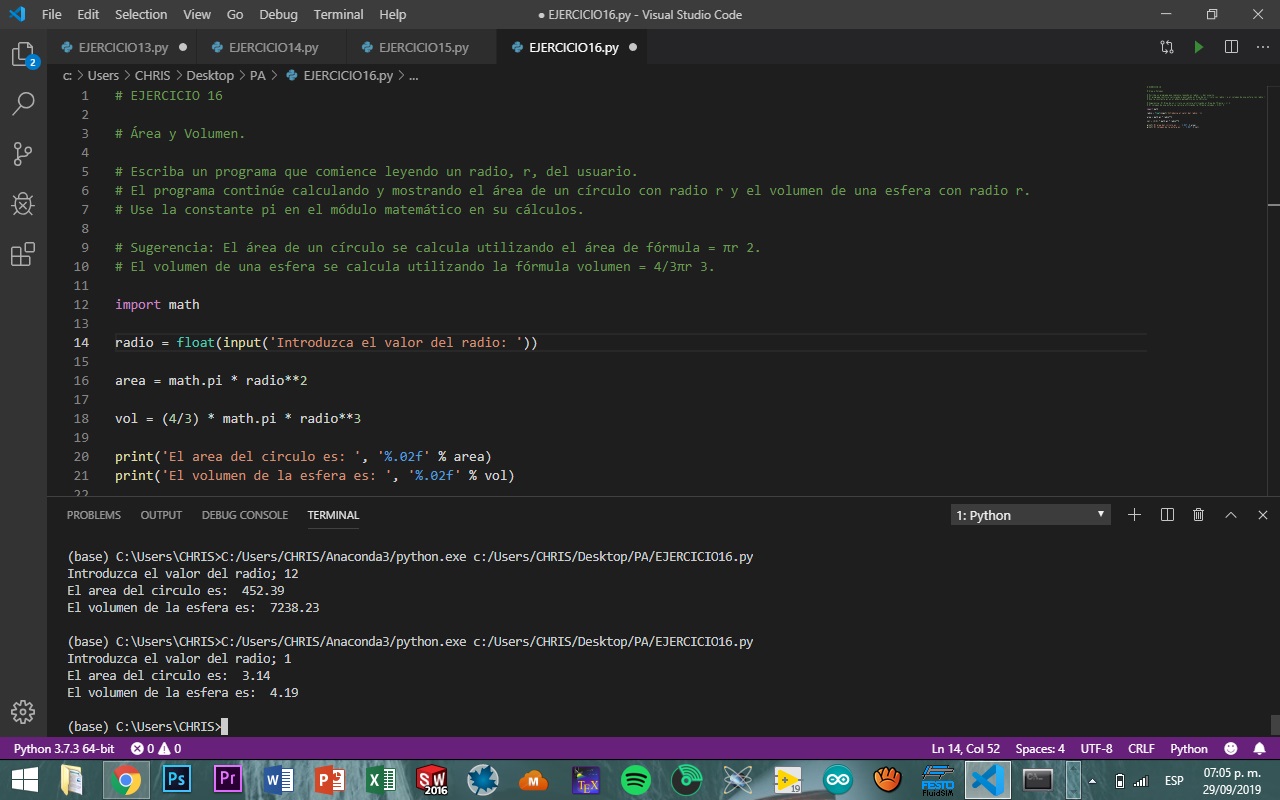 File Edit Selection View Go Debug Terminal Help ● EJERCICIO16.py - Visual Studio Code
EJERCICIO13.py ● EJERCICIO14.py EJERCICIO15.py EJERCICIO16.py ●
2
c: > Users > CHRIS > Desktop > PA > EJERCICIO16.py > ...
1 # EJERCICIO 16
2
3 # Área y Volumen.
4
5 # Escriba un programa que comience leyendo un radio, r, del usuario.
6 # El programa continúe calculando y mostrando el área de un círculo con radio r y el volumen de una esfera con radio r.
7 # Use la constante pi en el módulo matemático en su cálculos.
8
9 # Sugerencia: El área de un círculo se calcula utilizando el área de fórmula = πr 2.
10 # El volumen de una esfera se calcula utilizando la fórmula volumen = 4/3πr 3.
11
12 import math
13
14 radio = float(input('Introduzca el valor del radio: '))
15
16 area = math.pi * radio**2
17
18 vol = (4/3) * math.pi * radio**3
19
20 print('El area del circulo es: ', '%.02f' % area)
21 print('El volumen de la esfera es: ', '%.02f' % vol)
22
PROBLEMS OUTPUT DEBUG CONSOLE TERMINAL 1: Python
(base) C:\Users\CHRIS>C:/Users/CHRIS/Anaconda3/python.exe c:/Users/CHRIS/Desktop/PA/EJERCICIO16.py
Introduzca el valor del radio; 12
El area del circulo es:  452.39
El volumen de la esfera es:  7238.23
(base) C:\Users\CHRIS>C:/Users/CHRIS/Anaconda3/python.exe c:/Users/CHRIS/Desktop/PA/EJERCICIO16.py
Introduzca el valor del radio; 1
El area del circulo es:  3.14
El volumen de la esfera es:  4.19
(base) C:\Users\CHRIS>
Python 3.7.3 64-bit 0 0 Ln 14, Col 52 Spaces: 4 UTF-8 CRLF Python
Ps Pr W P X SW 2016 M TEX 19 FESTO FluidSIM ESP 07:05 p. m.
29/09/2019